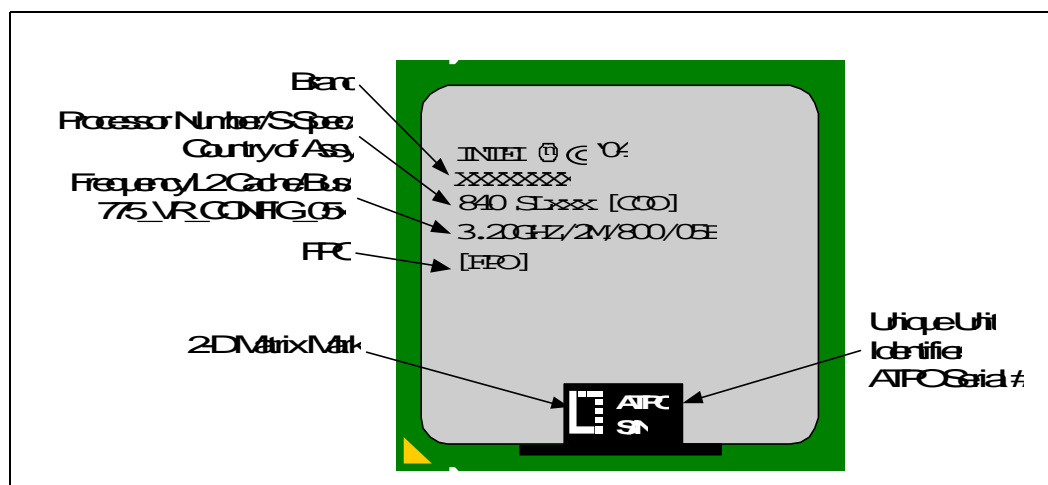 Brand
Processor Number/S-Spec/
Country of Assy
Frequency/L2 Cache/Bus/
775_VR_CONFIG_05x
FPO
2-D Matrix Mark
INTEL ⓜ © '04
XXXXXXXX
840 SLxxx [COO]
3.20GHZ/2M/800/05B
[FPO]
ATPO
S/N
Unique Unit
Identifier
ATPO Serial #